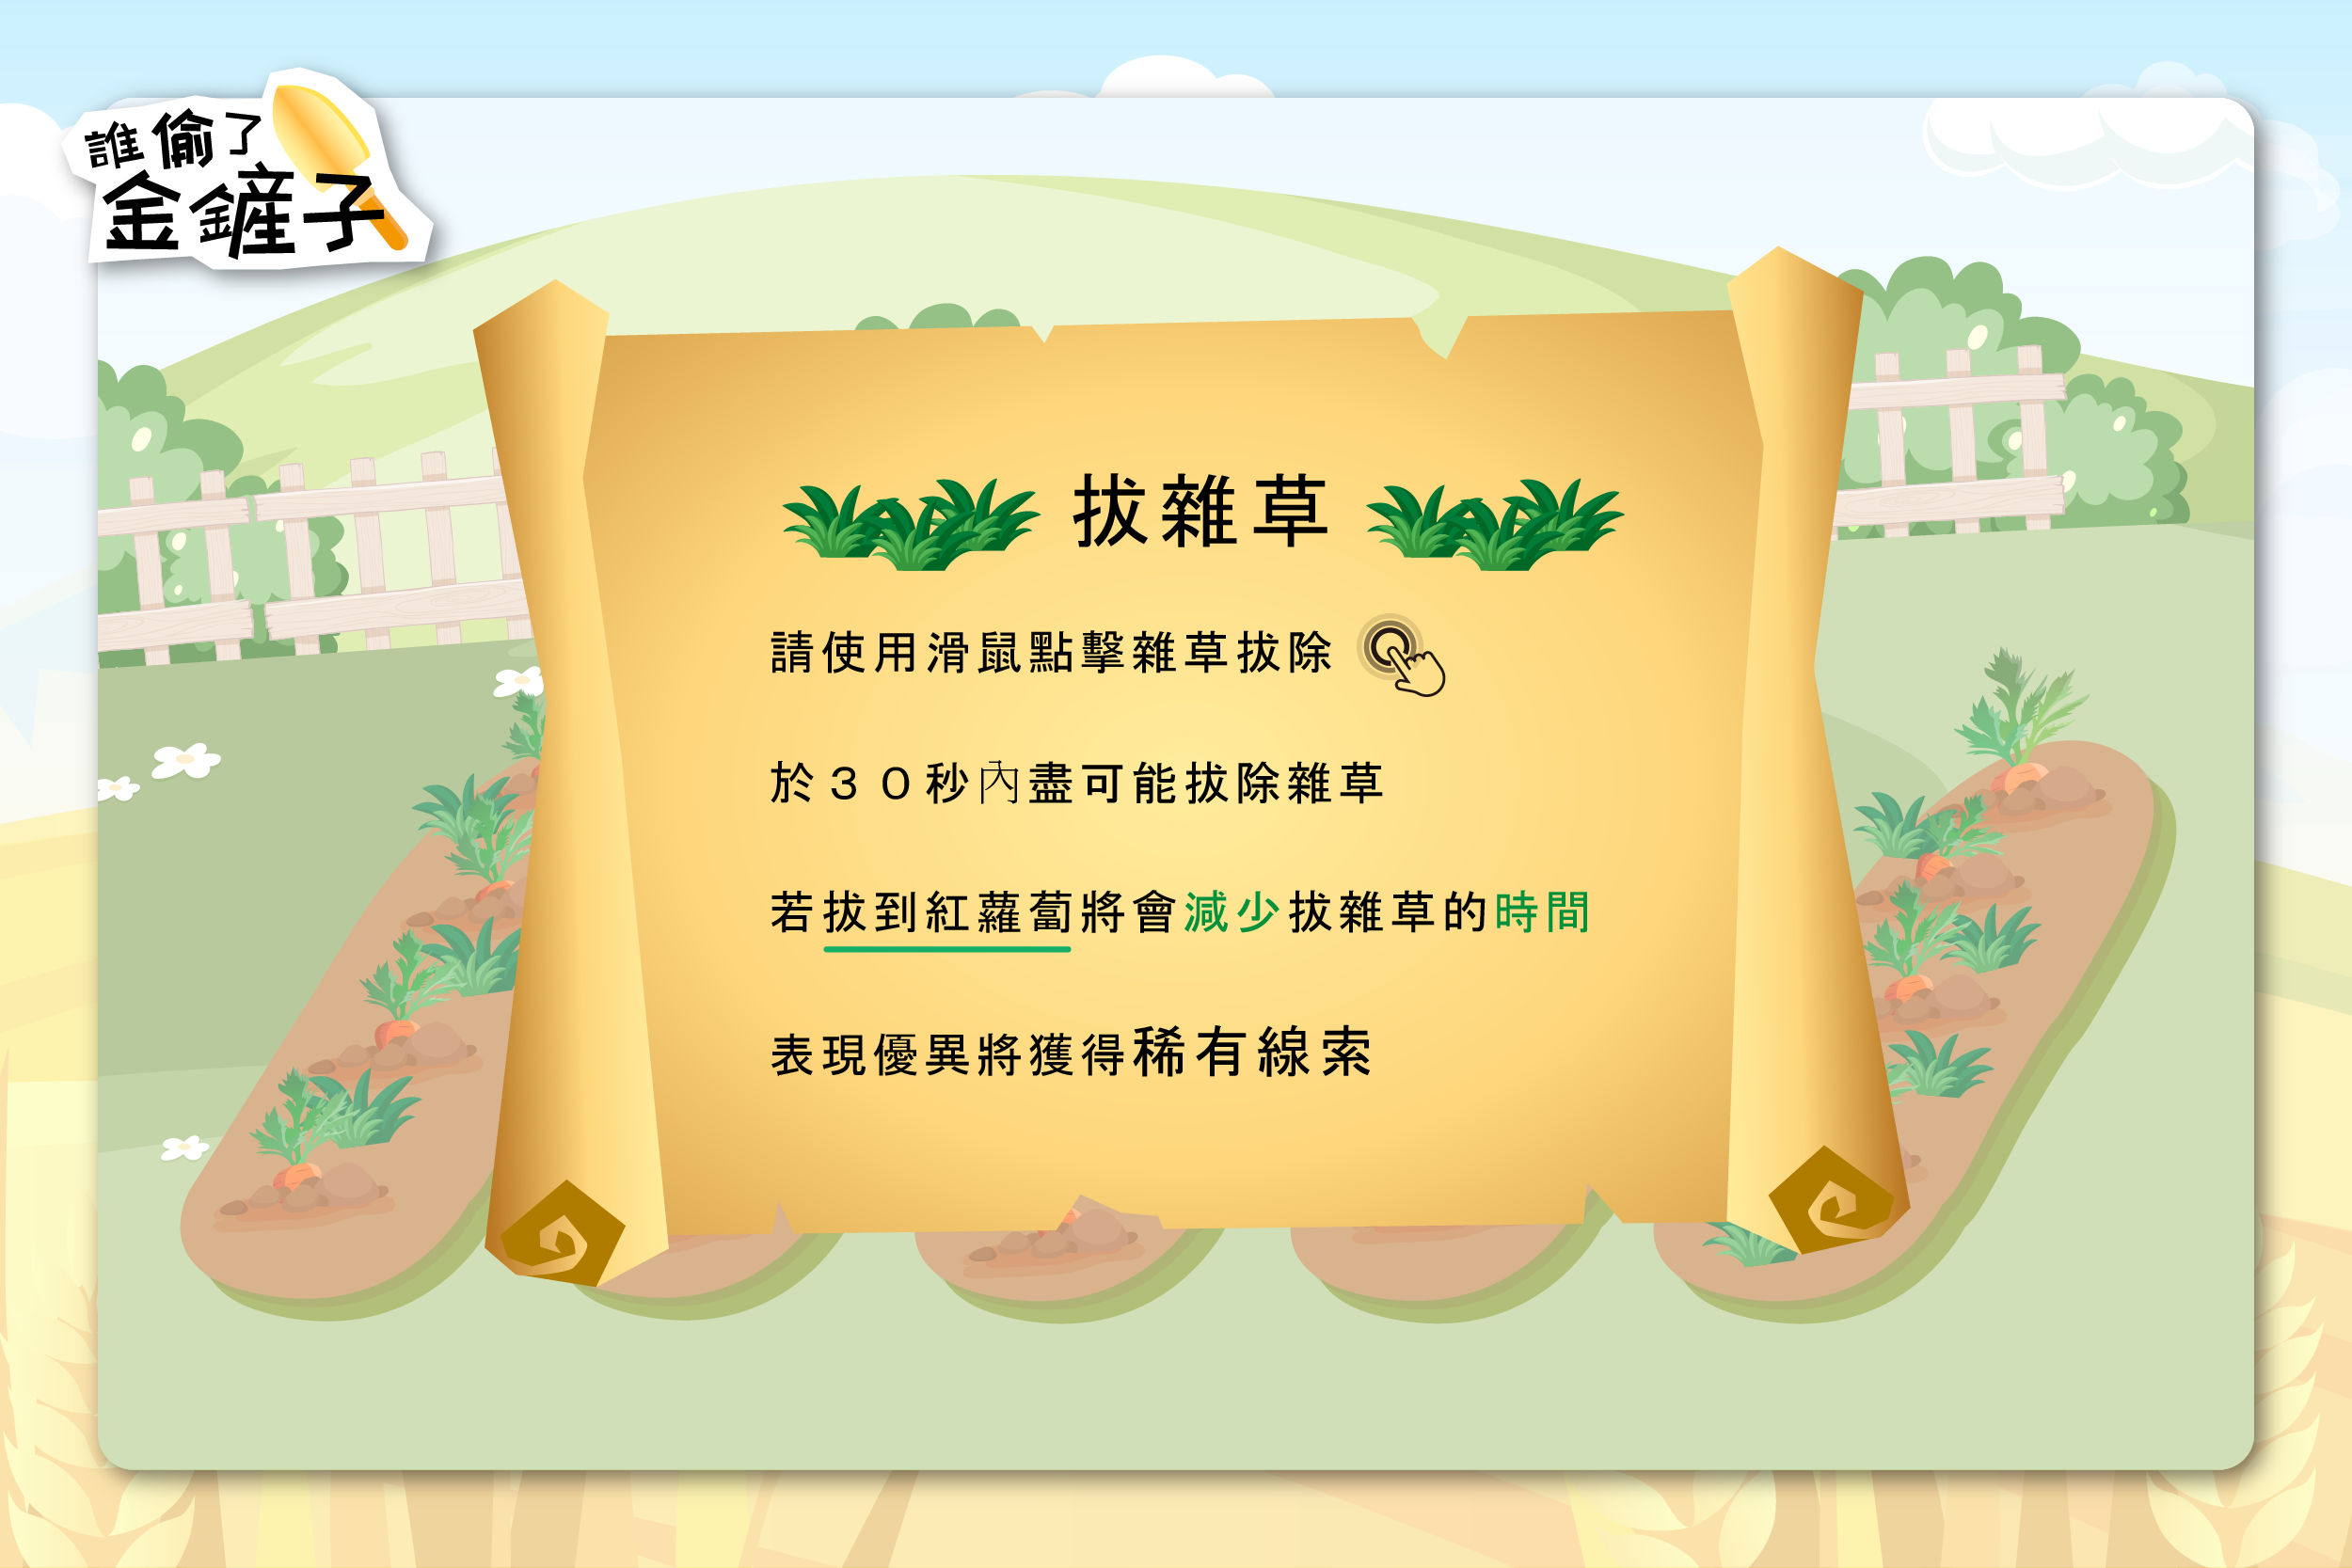 誰偷了
金鏟子
拔雜草
請使用滑鼠點擊雜草拔除
於３０秒內盡可能拔除雜草
若拔到紅蘿蔔將會減少拔雜草的時間
表現優異將獲得稀有線索